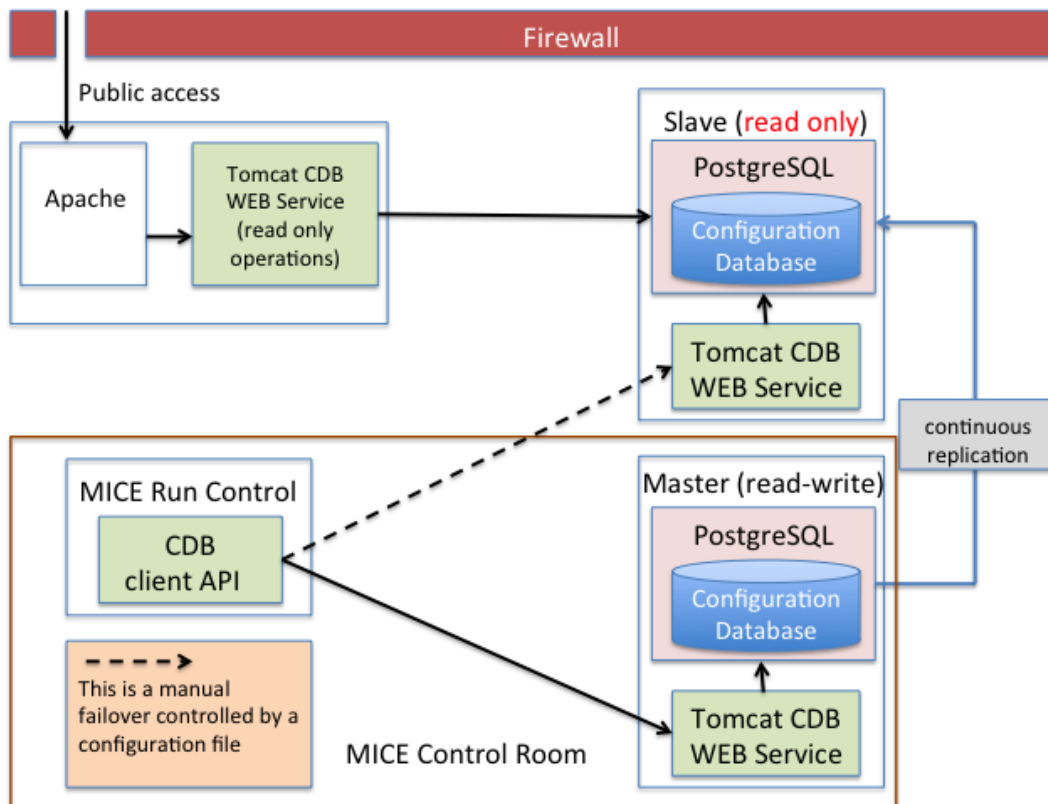 Firewall
Public access
Apache
Tomcat CDB
WEB Service
(read only
operations)
Slave (read only)
PostgreSQL
Configuration
Database
Tomcat CDB
WEB Service
continuous
replication
MICE Run Control
CDB
client API
Master (read-write)
PostgreSQL
Configuration
Database
Tomcat CDB
WEB Service
This is a manual
failover controlled by a
configuration file
MICE Control Room